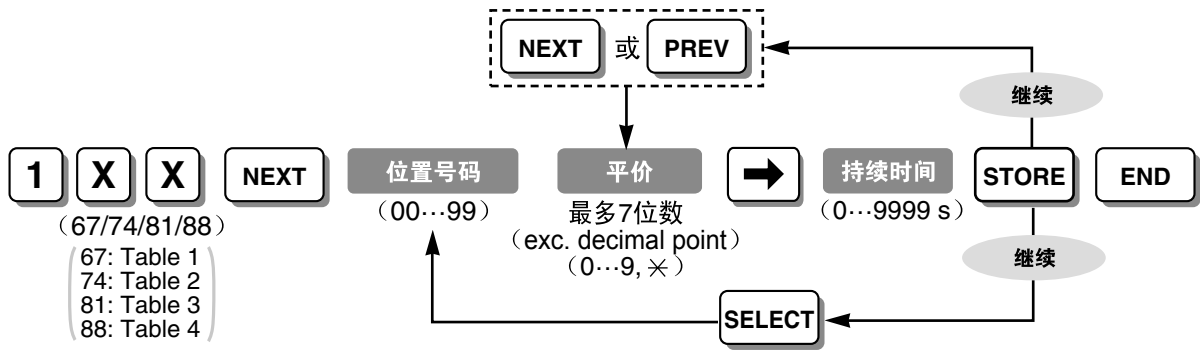 NEXT 或 PREV
继续
1 X X NEXT 位置号码 平价 持续时间 STORE END
(67/74/81/88) (00…99) 最多7位数 (0…9999 s)
(exc. decimal point)
(0…9, ✳)
67: Table 1
74: Table 2
81: Table 3
88: Table 4
继续
SELECT